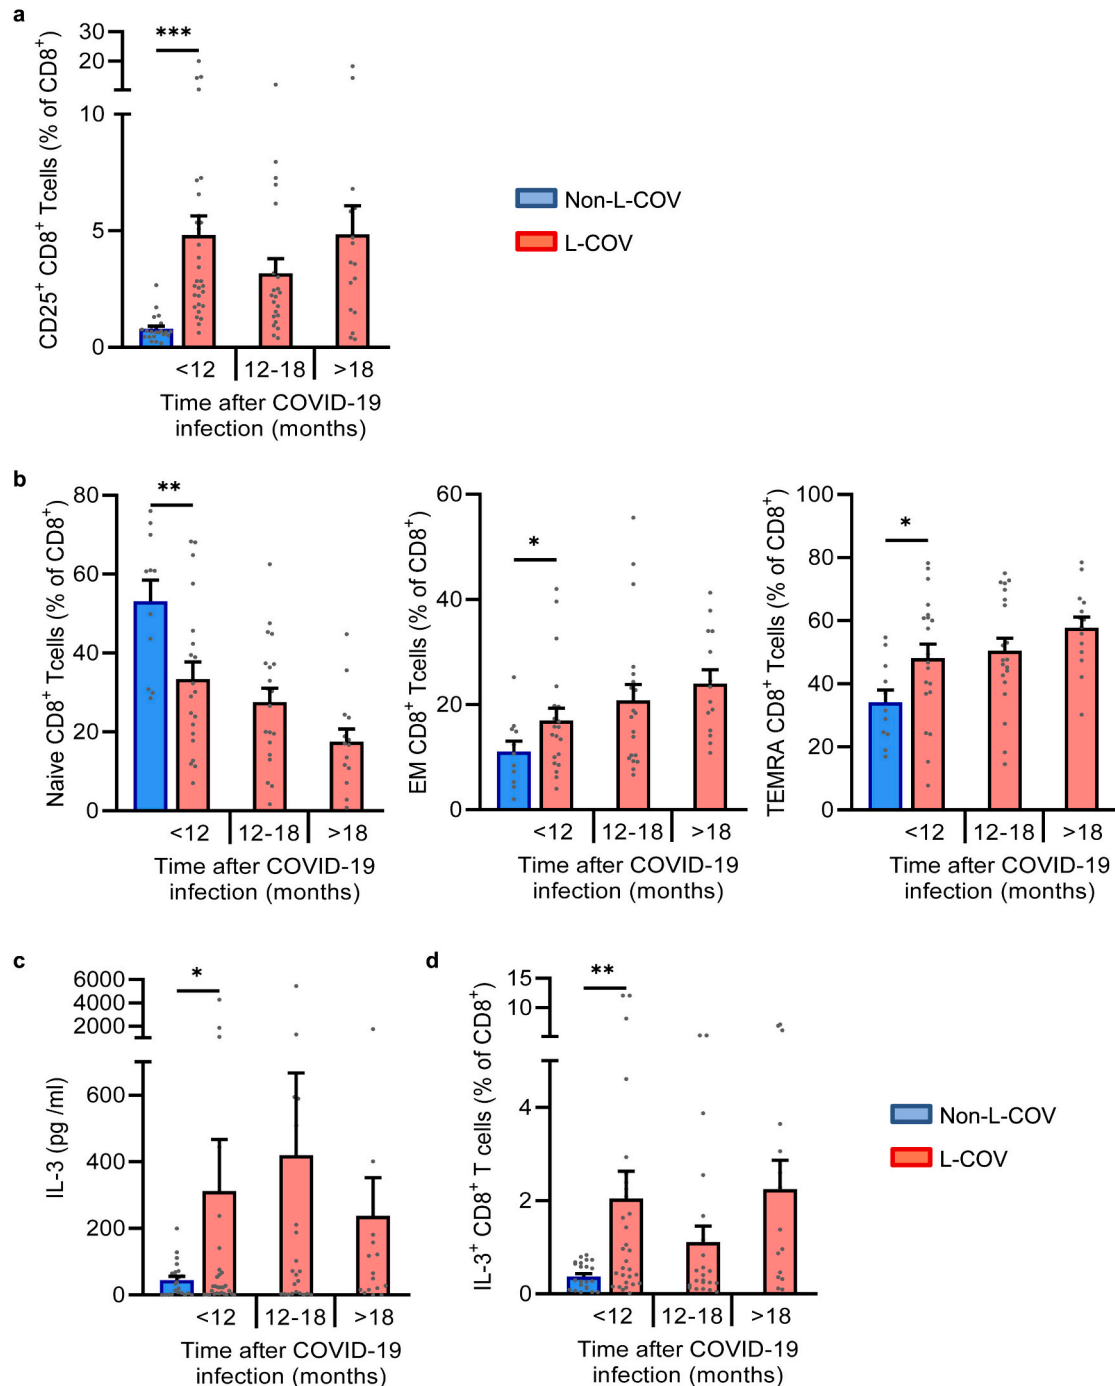 a
CD25⁺ CD8⁺ Tcells (% of CD8⁺)
30
20
10
5
0
***
<12 12-18 >18
Time after COVID-19
infection (months)
Non-L-COV
L-COV
b
Naive CD8⁺ Tcells (% of CD8⁺)
80
60
40
20
0
**
<12 12-18 >18
Time after COVID-19
infection (months)
EM CD8⁺ Tcells (% of CD8⁺)
60
40
20
0
*
<12 12-18 >18
Time after COVID-19
infection (months)
TEMRA CD8⁺ Tcells (% of CD8⁺)
100
80
60
40
20
0
*
<12 12-18 >18
Time after COVID-19
infection (months)
c
IL-3 (pg /ml)
6000
4000
2000
600
400
200
0
*
<12 12-18 >18
Time after COVID-19
infection (months)
d
IL-3⁺ CD8⁺ T cells (% of CD8⁺)
15
10
4
2
0
**
<12 12-18 >18
Time after COVID-19
infection (months)
Non-L-COV
L-COV